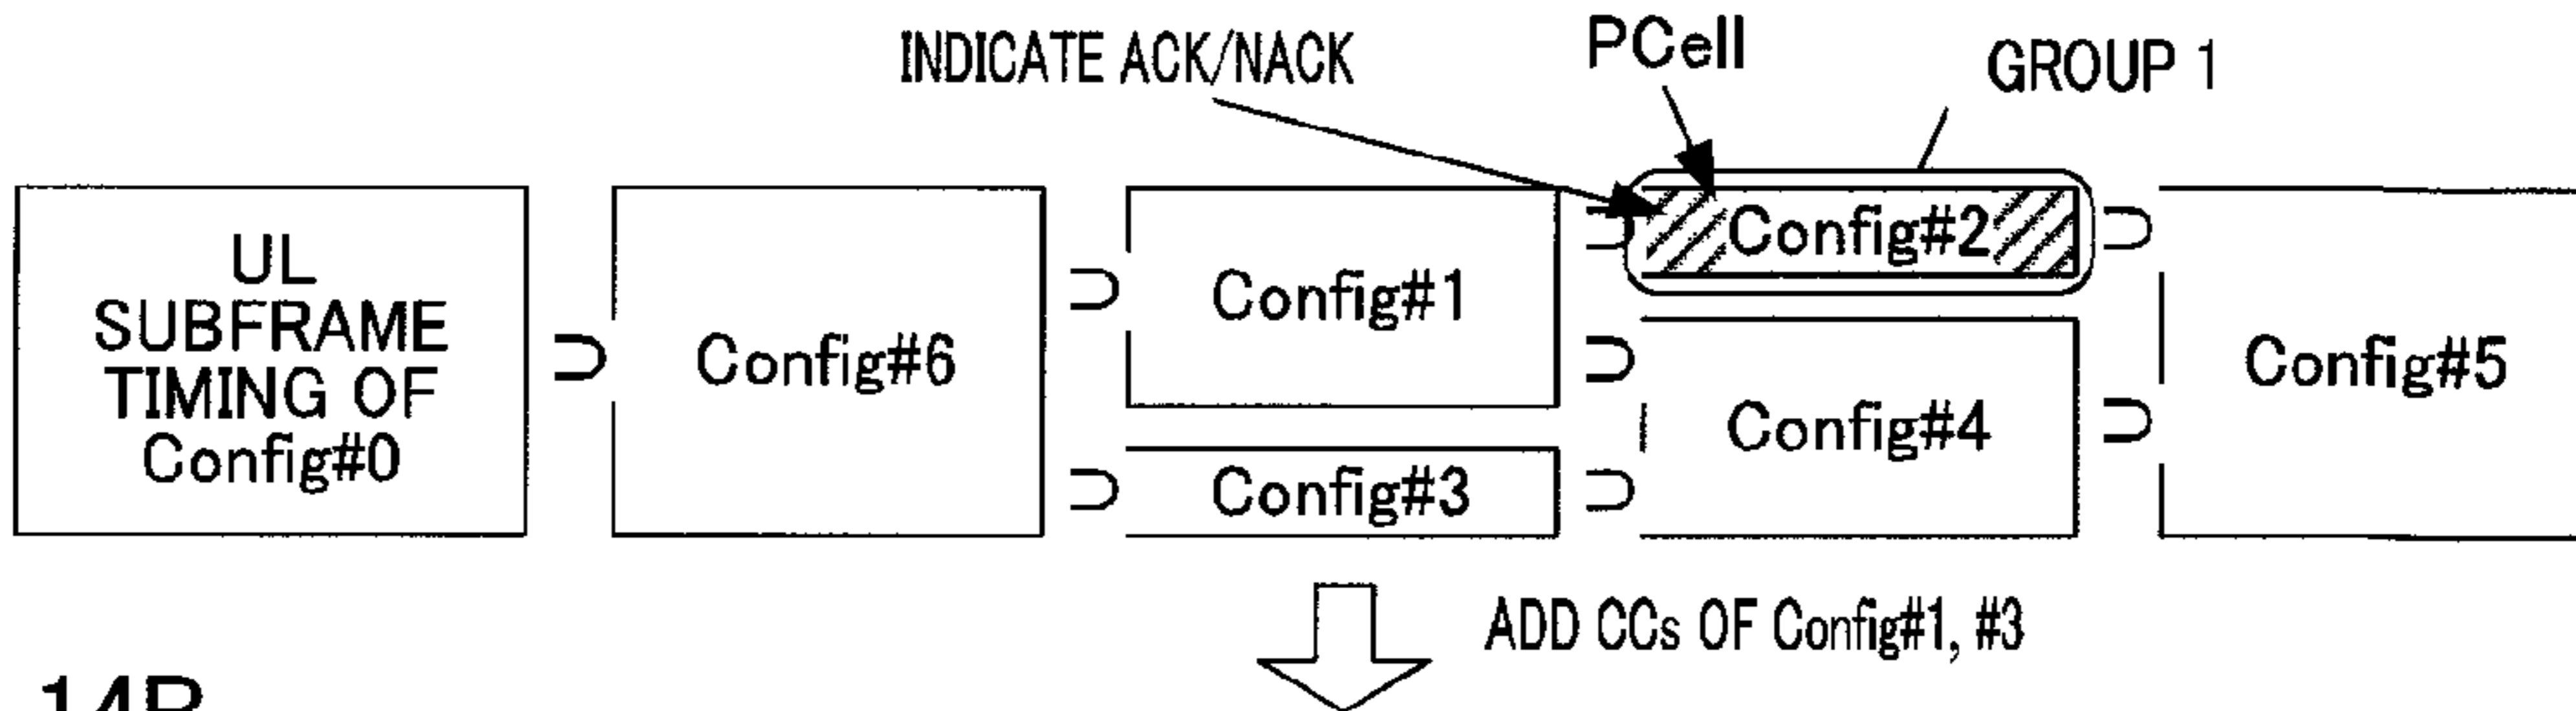 INDICATE ACK/NACK
PCell
GROUP 1
UL
SUBFRAME
TIMING OF
Config#0
Config#6
Config#1
Config#3
Config#2
Config#4
Config#5
ADD CCs OF Config#1, #3
14B